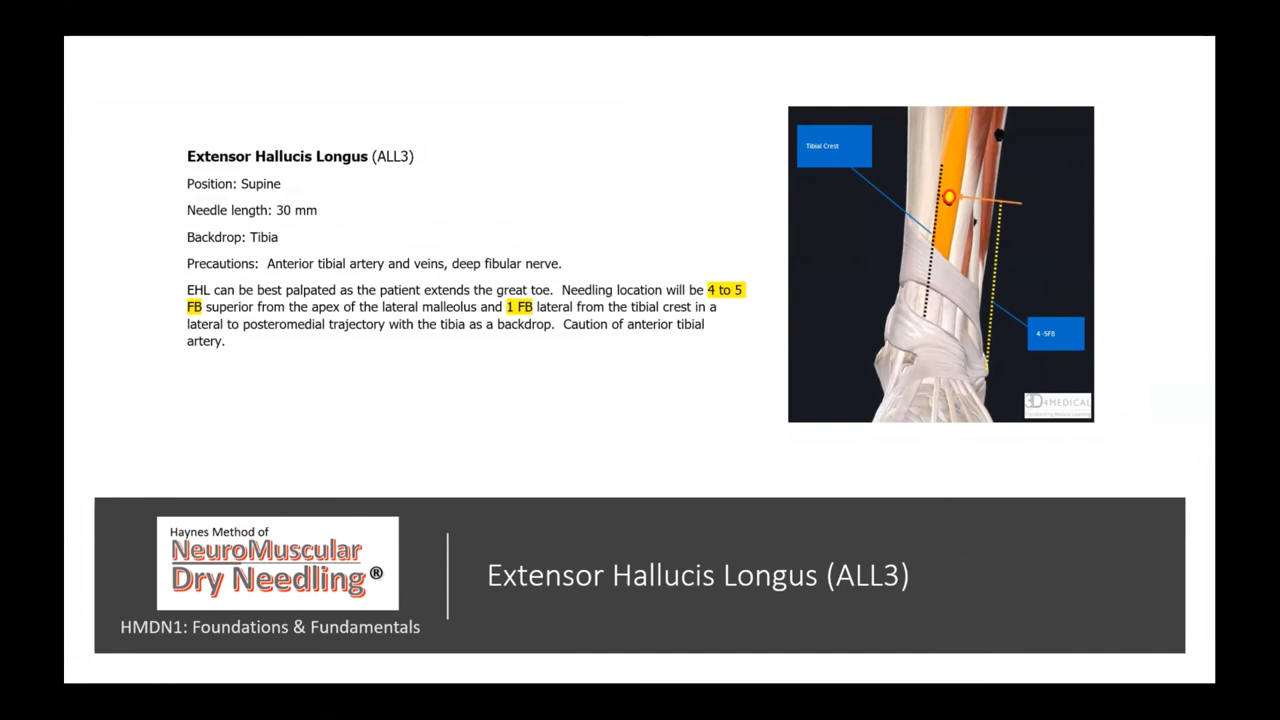 Extensor Hallucis Longus (ALL3)
Position: Supine
Needle length: 30 mm
Backdrop: Tibia
Precautions: Anterior tibial artery and veins, deep fibular nerve.
EHL can be best palpated as the patient extends the great toe. Needling location will be 4 to 5
FB superior from the apex of the lateral malleolus and 1 FB lateral from the tibial crest in a
lateral to posteromedial trajectory with the tibia as a backdrop. Caution of anterior tibial
artery.
Tibial Crest
4 -5FB
3D4MEDICAL
Haynes Method of
NeuroMuscular
Dry Needling®
HMDN1: Foundations & Fundamentals
Extensor Hallucis Longus (ALL3)